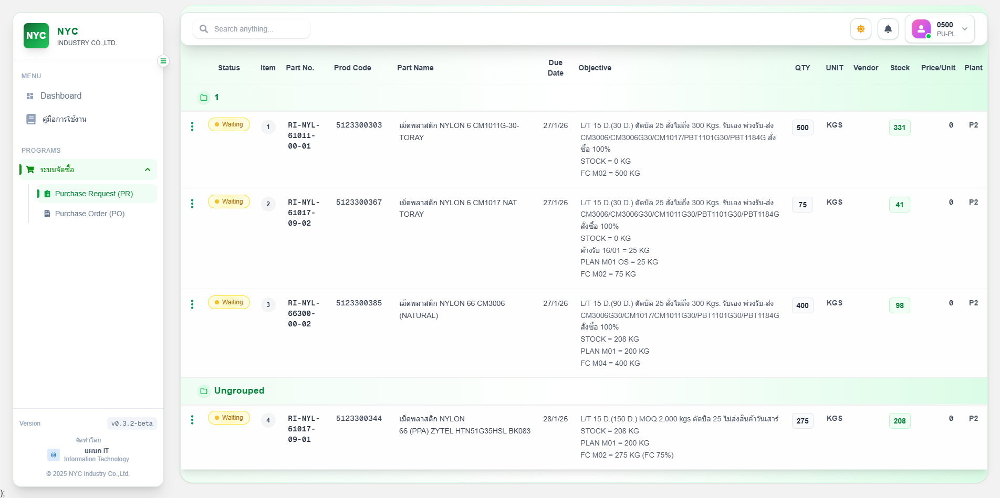 NYC
NYC
INDUSTRY CO.,LTD.
MENU
Dashboard
คู่มือการใช้งาน
PROGRAMS
ระบบจัดซื้อ
Purchase Request (PR)
Purchase Order (PO)
Version
v0.3.2-beta
จัดทำโดย
แผนก IT
Information Technology
© 2025 NYC Industry Co.,Ltd.
);
Search anything...
0500
PU-PL
Status Item Part No. Prod Code Part Name Due Date Objective QTY UNIT Vendor Stock Price/Unit Plant
1
Waiting 1 RI-NYL- 5123300303 เม็ดพลาสติก NYLON 6 CM1011G-30- 27/1/26 L/T 15 D.(30 D.) ตัดบิล 25 สั่งไม่ถึง 300 Kgs. รับเอง พ่วงรับ-ส่ง 500 KGS 331 0 P2
61011- TORAY CM3006/CM3006G30/CM1017/PBT1101G30/PBT1184G สั่ง
00-01 ซื้อ 100%
STOCK = 0 KG
FC M02 = 500 KG
Waiting 2 RI-NYL- 5123300367 เม็ดพลาสติก NYLON 6 CM1017 NAT 27/1/26 L/T 15 D.(30 D.) ตัดบิล 25 สั่งไม่ถึง 300 Kgs. รับเอง พ่วงรับ-ส่ง 75 KGS 41 0 P2
61017- TORAY CM3006/CM3006G30/CM1011G30/PBT1101G30/PBT1184G
09-02 สั่งซื้อ 100%
STOCK = 0 KG
ค้างรับ 16/01 = 25 KG
PLAN M01 OS = 25 KG
FC M02 = 75 KG
Waiting 3 RI-NYL- 5123300385 เม็ดพลาสติก NYLON 66 CM3006 27/1/26 L/T 15 D.(90 D.) ตัดบิล 25 สั่งไม่ถึง 300 Kgs. รับเอง พ่วงรับ-ส่ง 400 KGS 98 0 P2
66300- (NATURAL) CM3006G30/CM1017/CM1011G30/PBT1101G30/PBT1184G
00-02 สั่งซื้อ 100%
STOCK = 208 KG
PLAN M01 = 200 KG
FC M04 = 400 KG
Ungrouped
Waiting 4 RI-NYL- 5123300344 เม็ดพลาสติก NYLON 28/1/26 L/T 15 D.(150 D.) MOQ 2,000 kgs ตัดบิล 25 ไม่ส่งสินค้าวันเสาร์ 275 KGS 208 0 P2
61017- 66 (PPA) ZYTEL HTN51G35HSL BK083 STOCK = 208 KG
09-01 PLAN M01 = 200 KG
FC M02 = 275 KG (FC 75%)